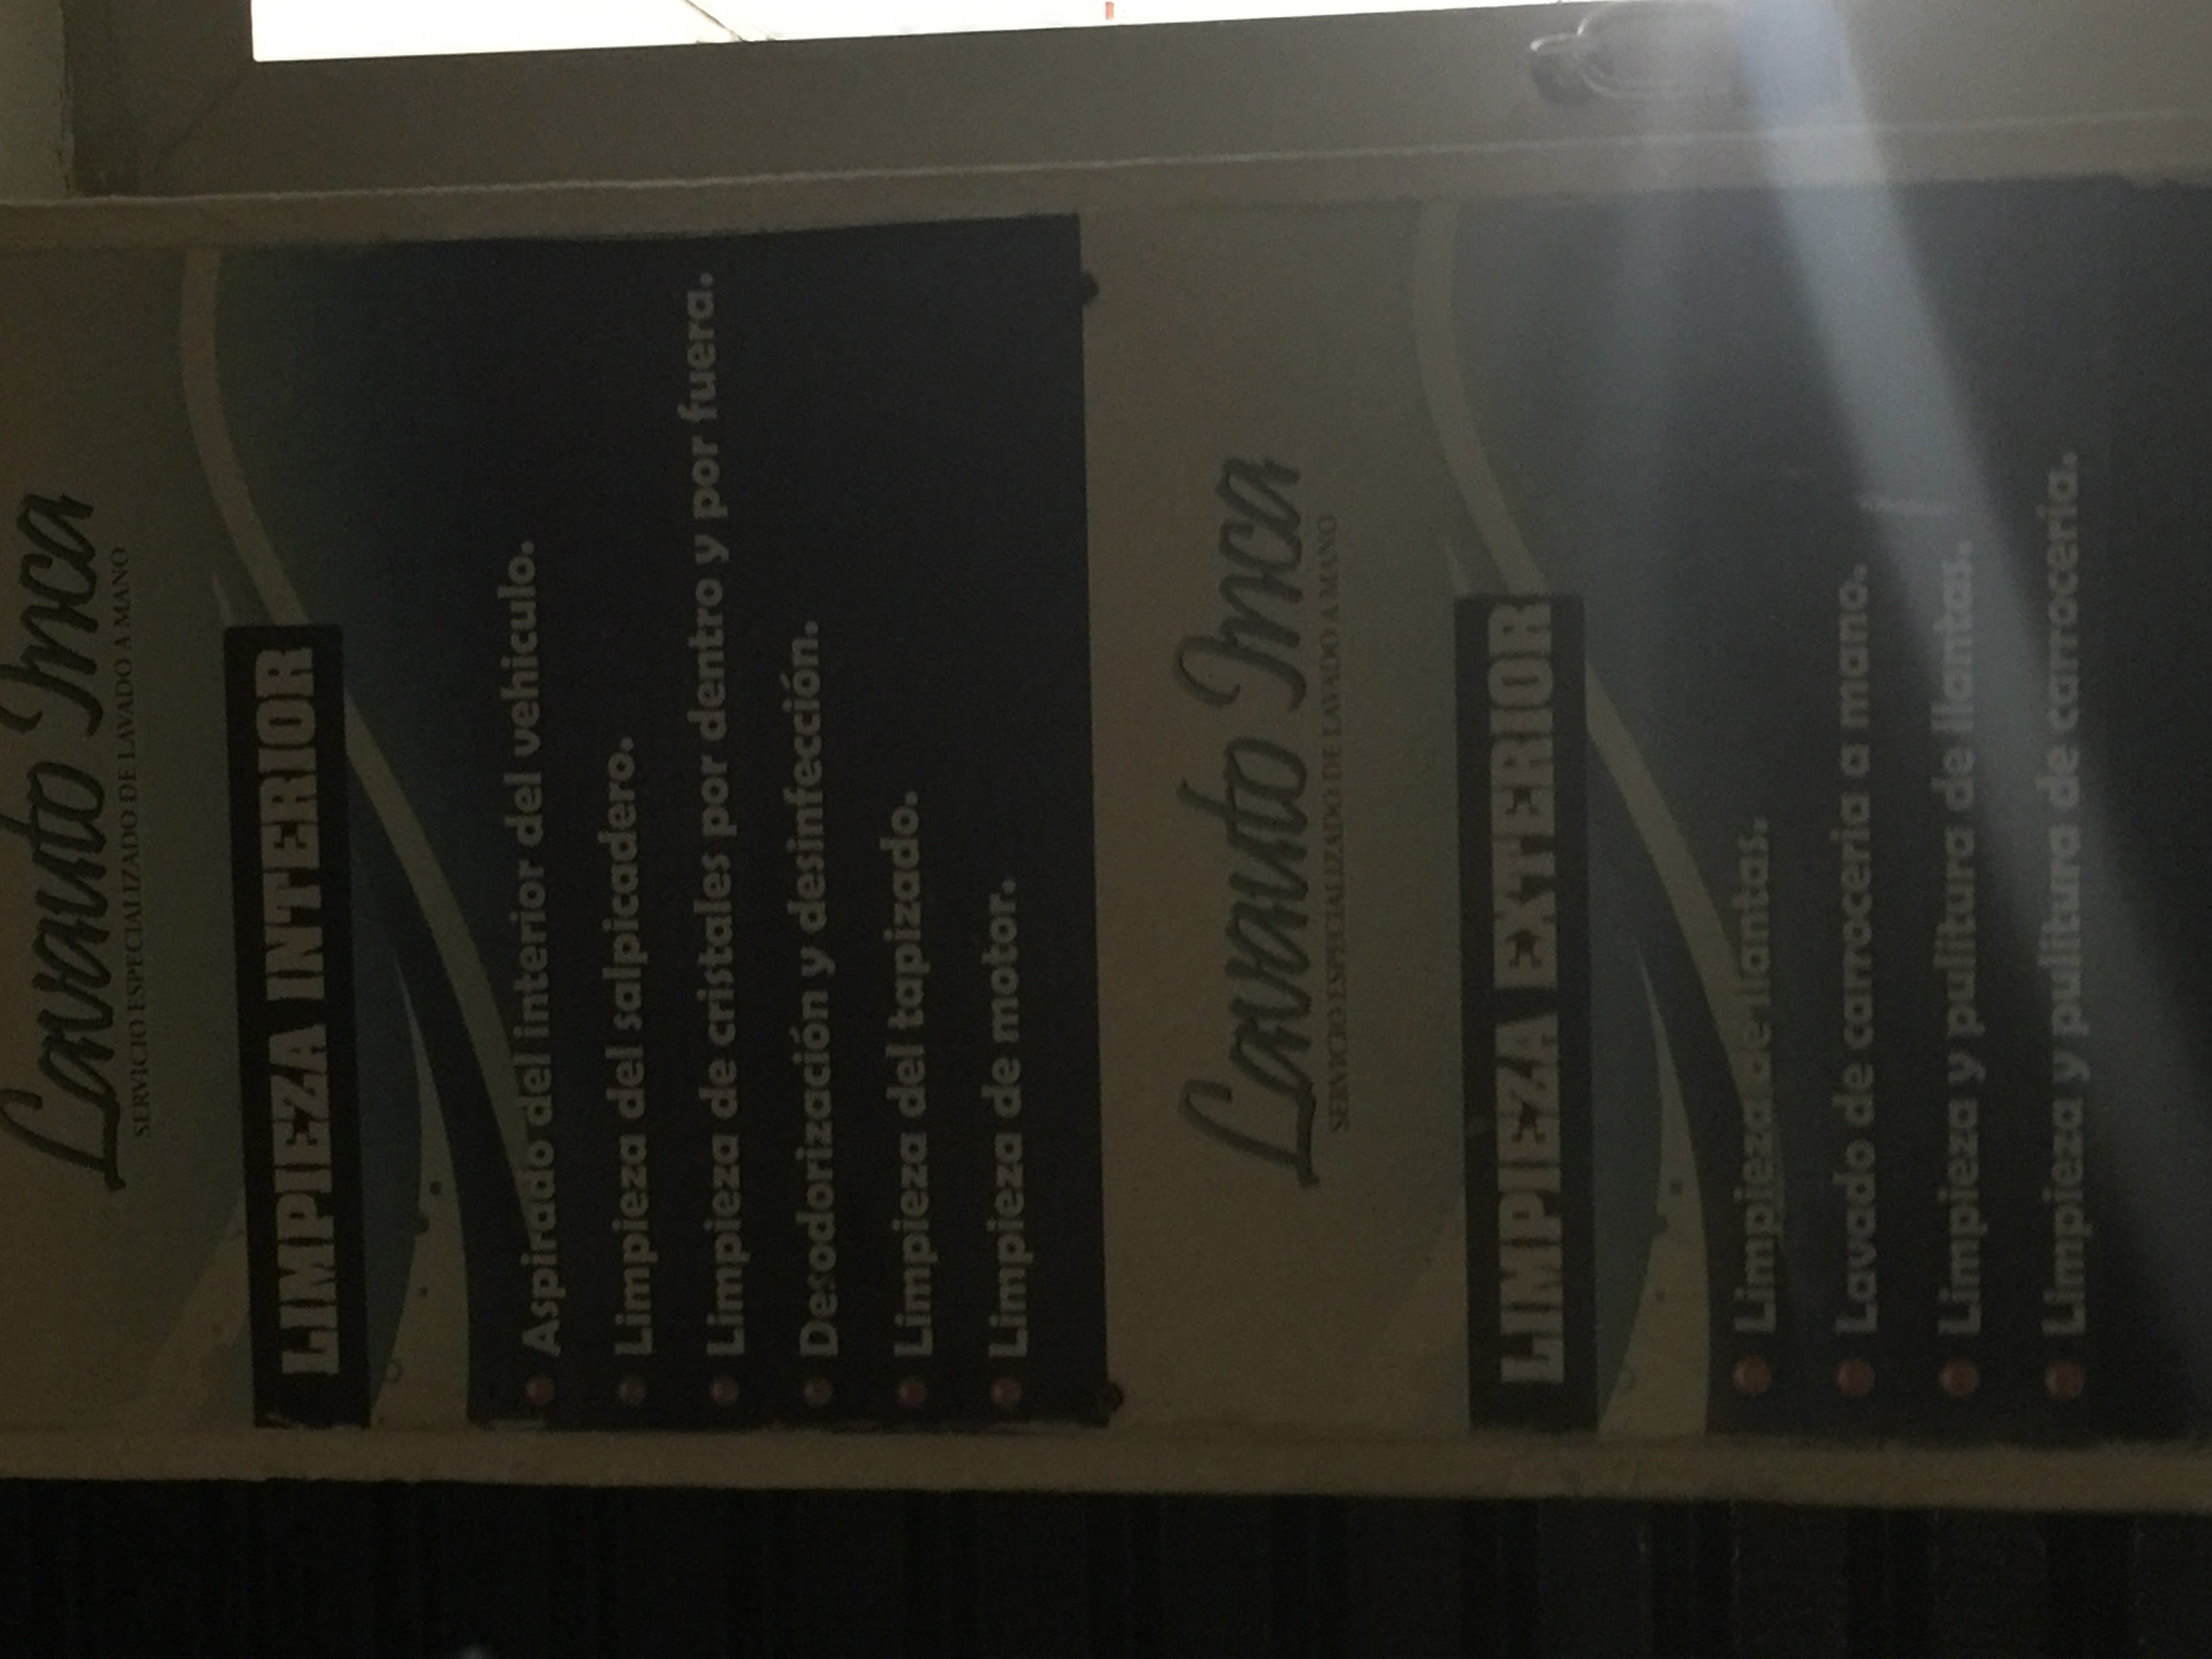 Lavauto Inca
SERVICIO ESPECIALIZADO DE LAVADO A MANO
LIMPIEZA INTERIOR
Aspirado del interior del vehiculo.
Limpieza del salpicadero.
Limpieza de cristales por dentro y por fuera.
Desodorización y desinfección.
Limpieza del tapizado.
Limpieza de motor.
Lavauto Inca
SERVICIO ESPECIALIZADO DE LAVADO A MANO
LIMPIEZA EXTERIOR
Limpieza de llantas.
Lavado de carroceria a mano.
Limpieza y pulitura de llantas.
Limpieza y pulitura de carrocería.